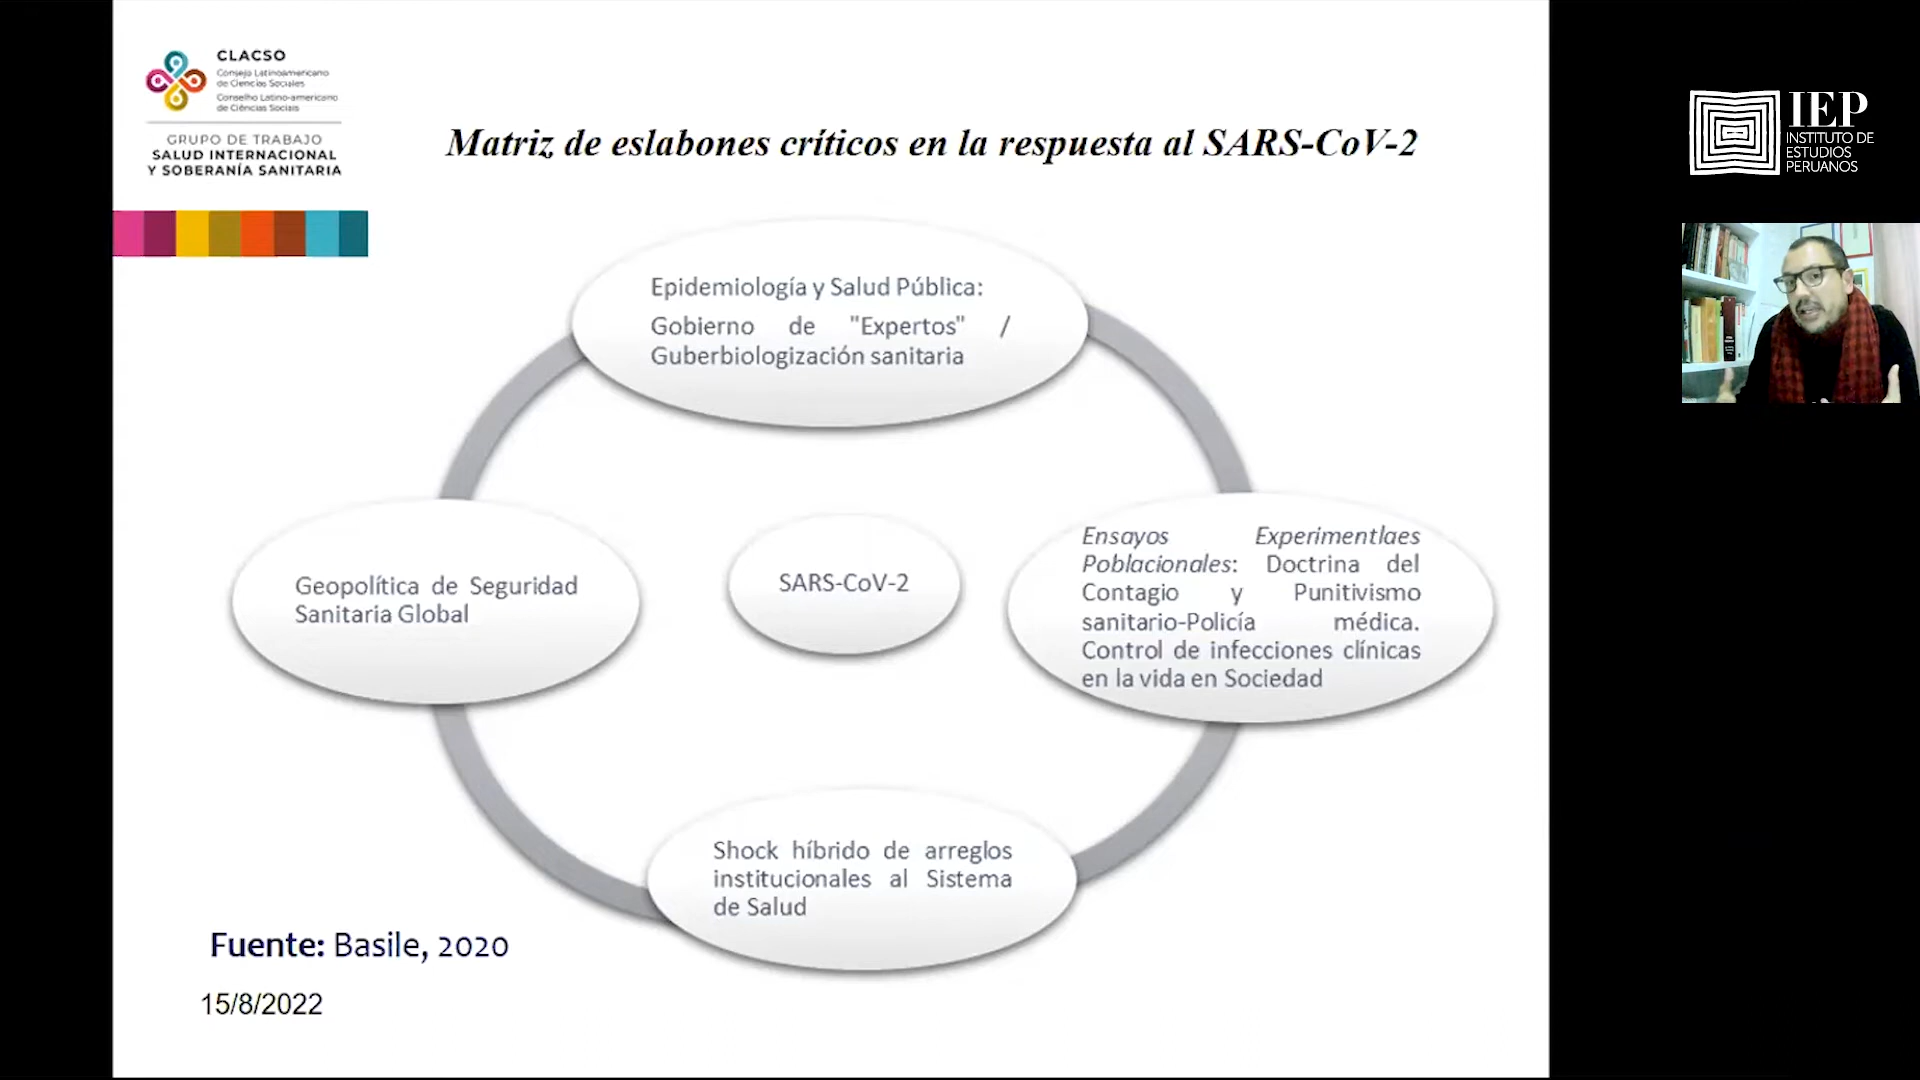 CLACSO
Consejo Latinoamericano
de Ciencias Sociales
Conselho Latino-americano
de Ciências Sociais
GRUPO DE TRABAJO
SALUD INTERNACIONAL
Y SOBERANÍA SANITARIA
Matriz de eslabones críticos en la respuesta al SARS-CoV-2
IEP
INSTITUTO DE
ESTUDIOS
PERUANOS
Epidemiología y Salud Pública:
Gobierno de "Expertos" /
Guberbiologización sanitaria
Ensayos Experimentlaes
Poblacionales: Doctrina del
Contagio y Punitivismo
sanitario-Policía médica.
Control de infecciones clínicas
en la vida en Sociedad
Geopolítica de Seguridad
Sanitaria Global
SARS-CoV-2
Shock híbrido de arreglos
institucionales al Sistema
de Salud
Fuente: Basile, 2020
15/8/2022